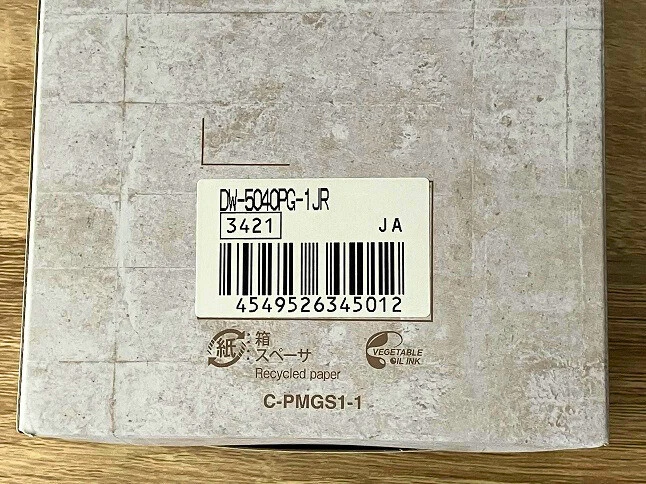 DW-5040PG-1JR
3421 JA
4549526345012
紙 : 箱
スペーサ
Recycled paper
VEGETABLE
OIL INK
C-PMGS1-1